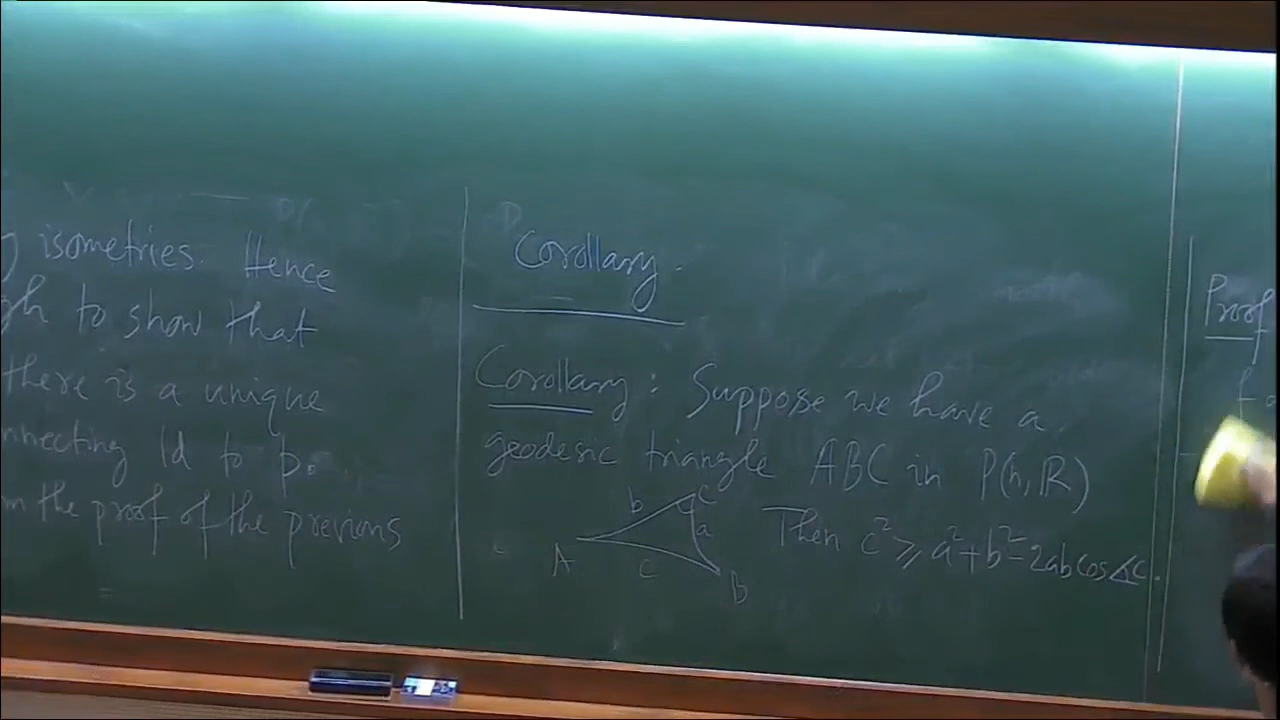 isometries. Hence
to show that
there is a unique
Id to p.
the proof of the previous
Corollary.
Corollary: Suppose we have a
geodesic triangle ABC in P(n,ℝ)
b C
a
A c B
Then c² ≥ a²+b²-2ab cos∡C.
Proof